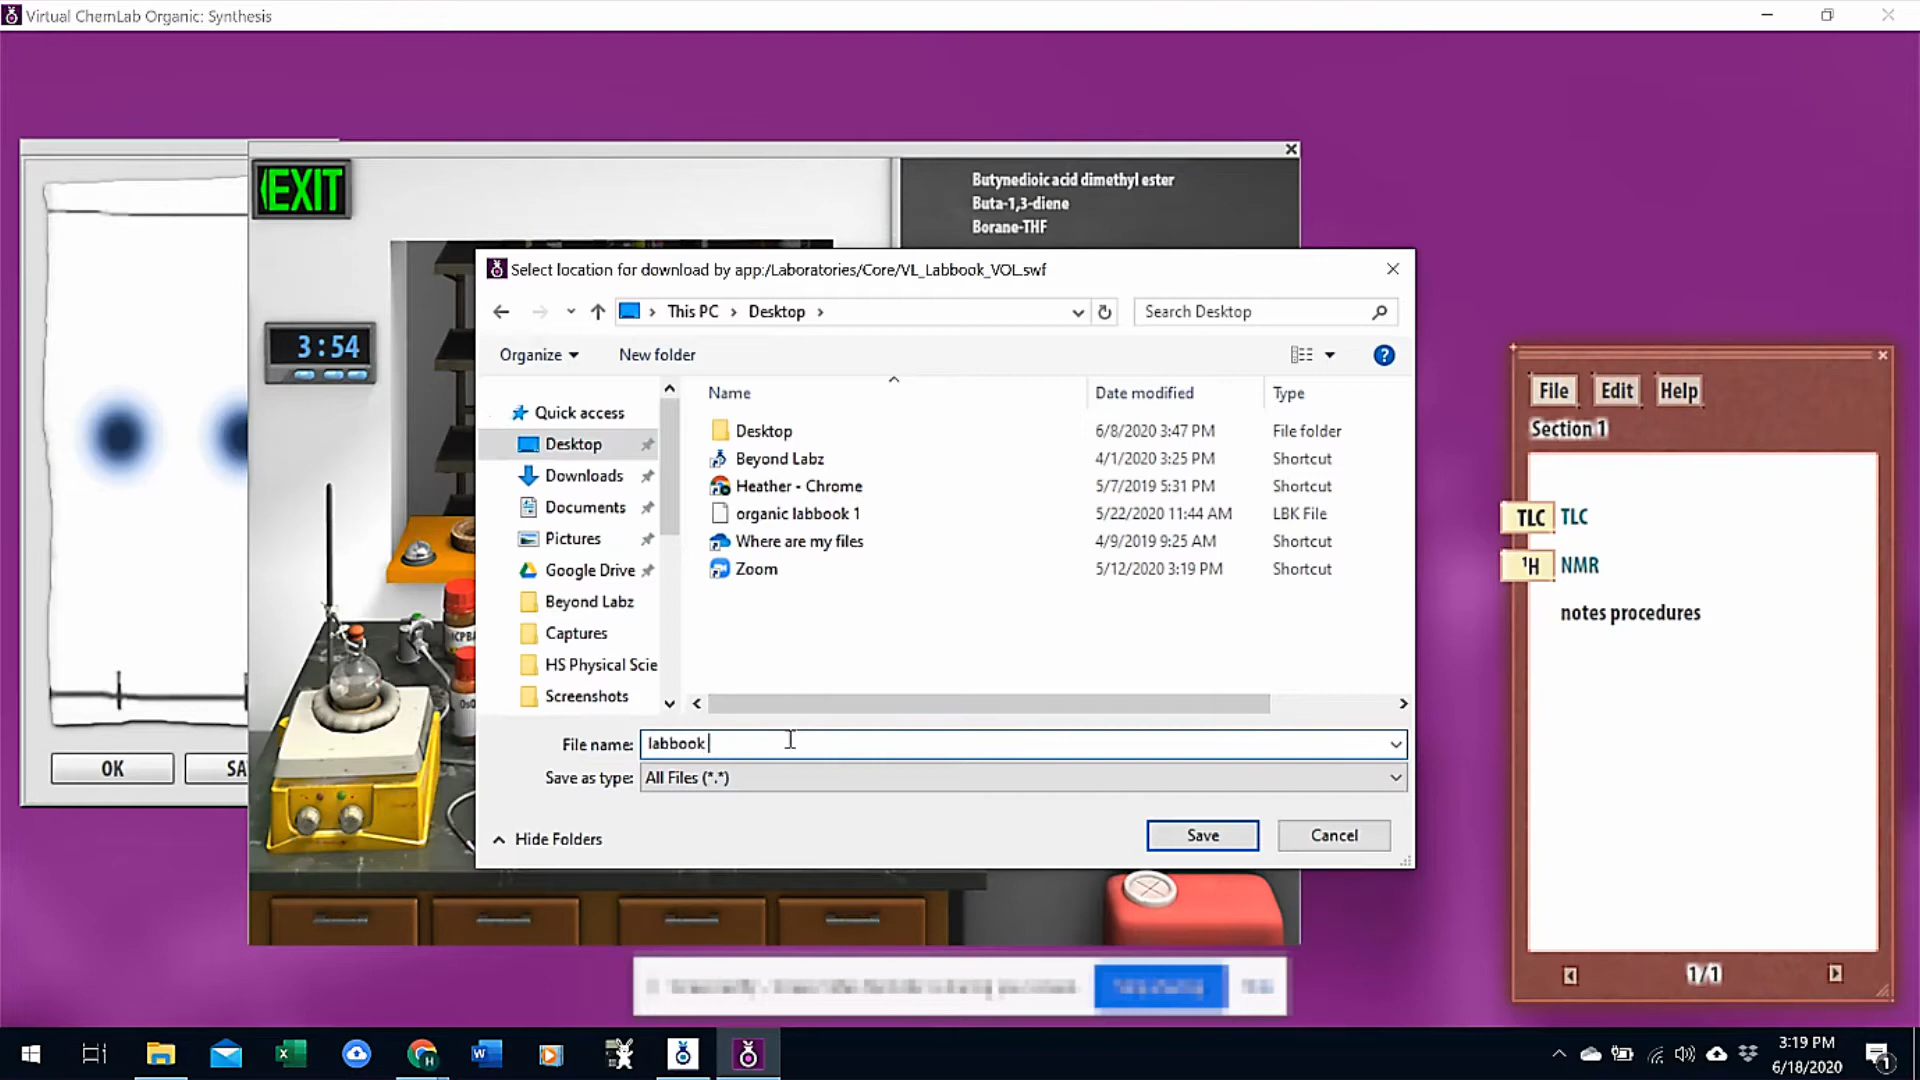 Virtual ChemLab Organic: Synthesis
EXIT
Butynedioic acid dimethyl ester
Buta-1,3-diene
Borane-THF
3:54
Select location for download by app:/Laboratories/Core/VL_Labbook_VOL.swf
This PC > Desktop >
Search Desktop
Organize
New folder
Name
Date modified
Type
Quick access
Desktop
Downloads
Documents
Pictures
Google Drive
Beyond Labz
Captures
HS Physical Scie
Screenshots
Desktop 6/8/2020 3:47 PM File folder
Beyond Labz 4/1/2020 3:25 PM Shortcut
Heather - Chrome 5/7/2019 5:31 PM Shortcut
organic labbook 1 5/22/2020 11:44 AM LBK File
Where are my files 4/9/2019 9:25 AM Shortcut
Zoom 5/12/2020 3:19 PM Shortcut
File name: labbook
Save as type: All Files (*.*)
Hide Folders
Save
Cancel
OK
SA
CPBA
OsO
File Edit Help
Section 1
TLC TLC
¹H NMR
notes procedures
1/1
3:19 PM
6/18/2020
1